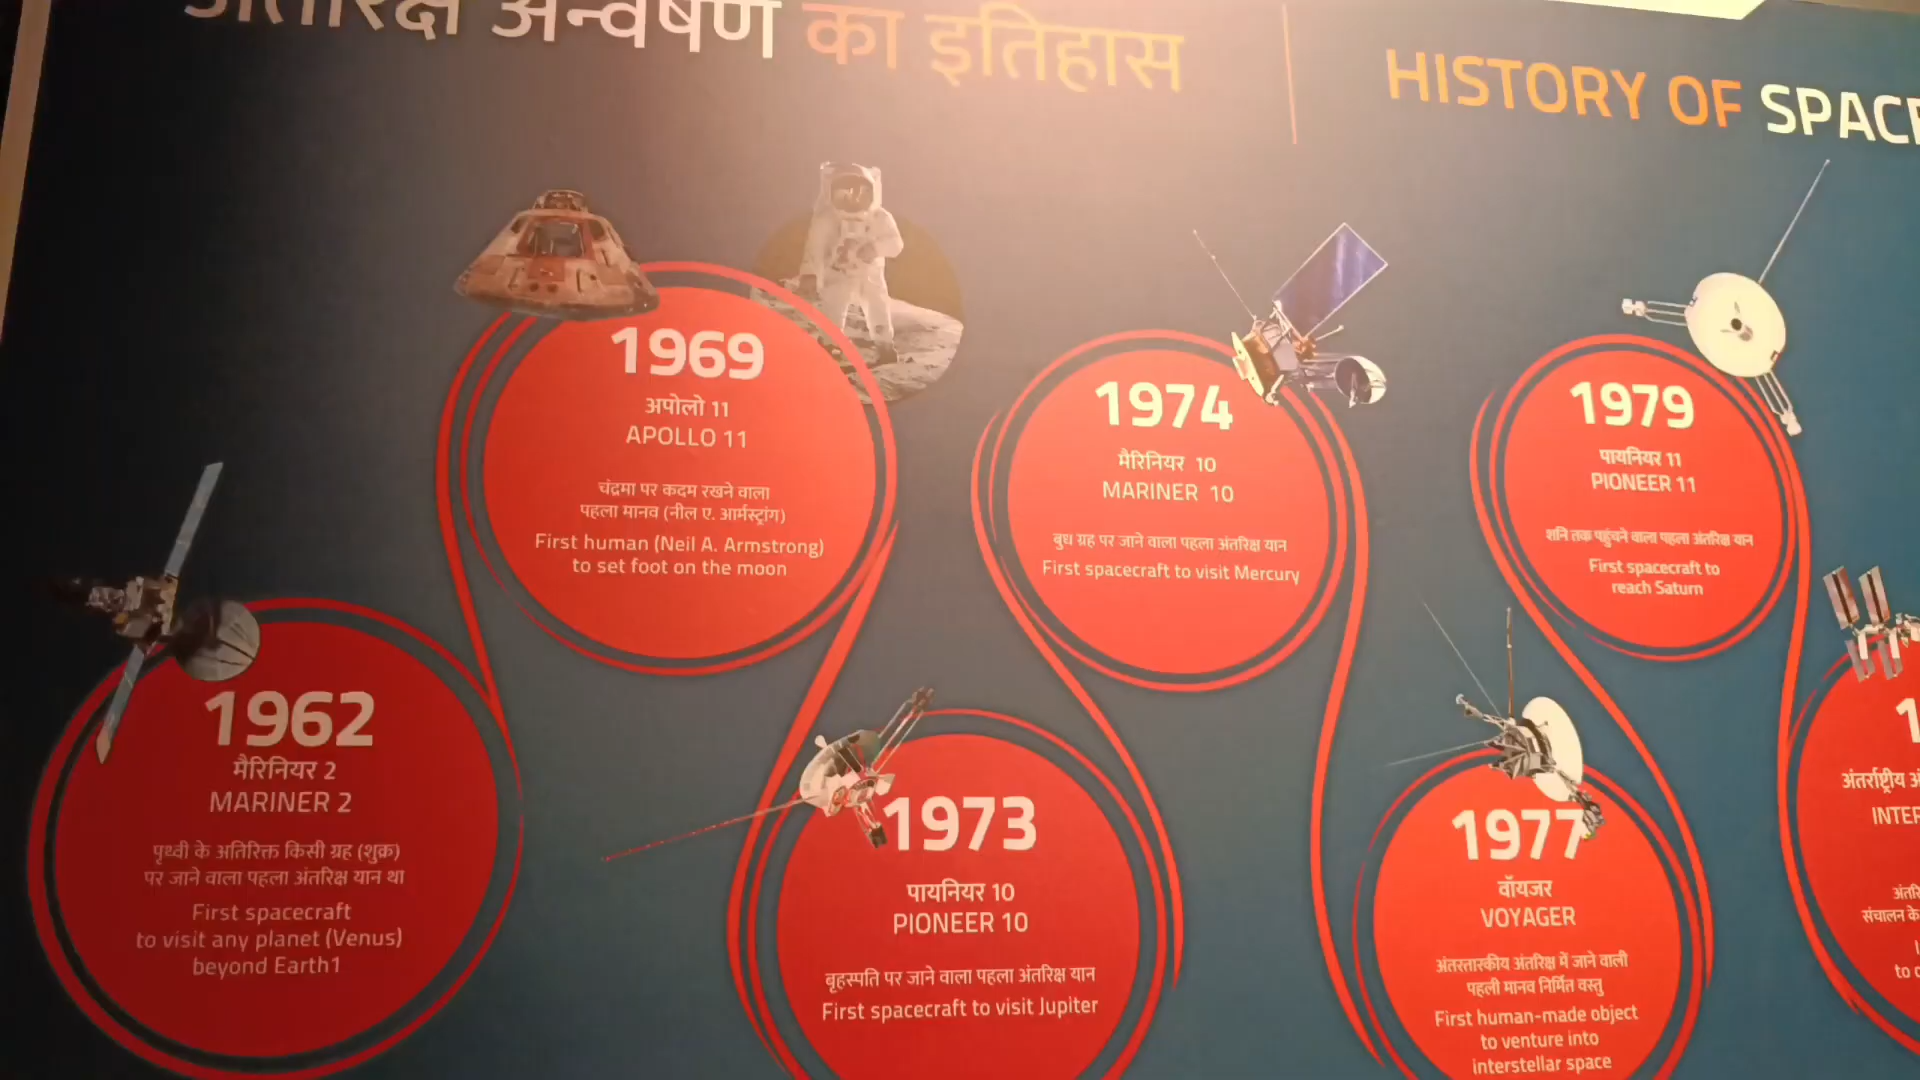 अंतरिक्ष अन्वेषण का इतिहास
HISTORY OF SPACE
1962
मैरिनियर 2
MARINER 2
पृथ्वी के अतिरिक्त किसी ग्रह (शुक्र)
पर जाने वाला पहला अंतरिक्ष यान था
First spacecraft
to visit any planet (Venus)
beyond Earth1
1969
अपोलो 11
APOLLO 11
चंद्रमा पर कदम रखने वाला
पहला मानव (नील ए. आर्मस्ट्रांग)
First human (Neil A. Armstrong)
to set foot on the moon
1973
पायनियर 10
PIONEER 10
बृहस्पति पर जाने वाला पहला अंतरिक्ष यान
First spacecraft to visit Jupiter
1974
मैरिनियर 10
MARINER 10
बुध ग्रह पर जाने वाला पहला अंतरिक्ष यान
First spacecraft to visit Mercury
1977
वॉयजर
VOYAGER
अंतरतारकीय अंतरिक्ष में जाने वाली
पहली मानव निर्मित वस्तु
First human-made object
to venture into
interstellar space
1979
पायनियर 11
PIONEER 11
शनि तक पहुंचने वाला पहला अंतरिक्ष यान
First spacecraft to
reach Saturn
अंतर्राष्ट्रीय
संचालन के
to